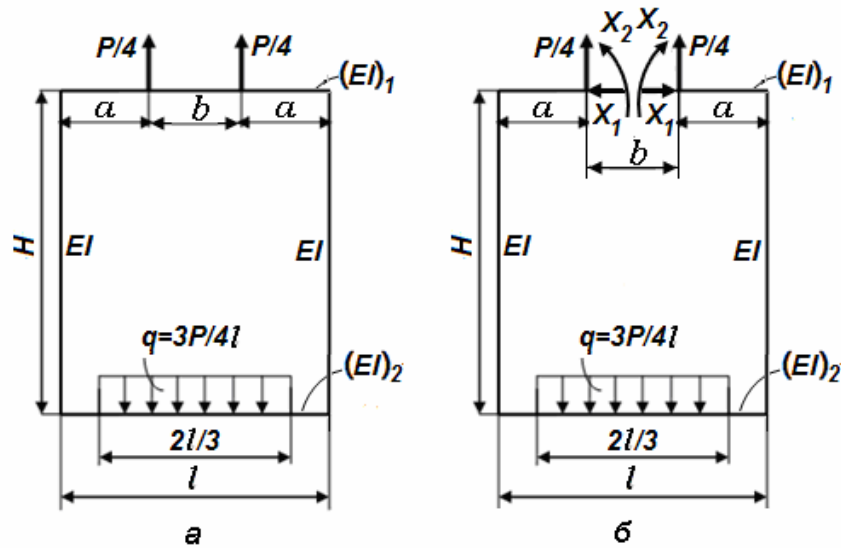 P/4 P/4 (EI)₁
a b a
H EI EI
q=3P/4l
(EI)₂
2l/3
l
а
P/4 X₂ X₂ P/4 (EI)₁
a X₁ X₁ a
b
H EI EI
q=3P/4l
(EI)₂
2l/3
l
б